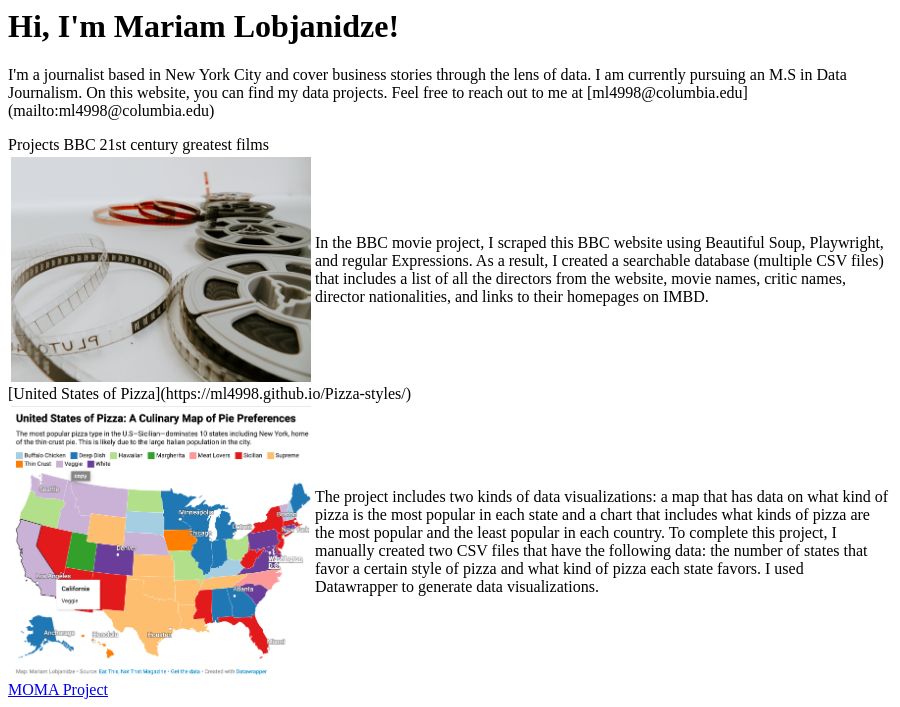 Hi, I'm Mariam Lobjanidze!
I'm a journalist based in New York City and cover business stories through the lens of data. I am currently pursuing an M.S in Data
Journalism. On this website, you can find my data projects. Feel free to reach out to me at [ml4998@columbia.edu]
(mailto:ml4998@columbia.edu)
Projects BBC 21st century greatest films
PLUTO
In the BBC movie project, I scraped this BBC website using Beautiful Soup, Playwright,
and regular Expressions. As a result, I created a searchable database (multiple CSV files)
that includes a list of all the directors from the website, movie names, critic names,
director nationalities, and links to their homepages on IMBD.
[United States of Pizza](https://ml4998.github.io/Pizza-styles/)
United States of Pizza: A Culinary Map of Pie Preferences
The most popular pizza type in the U.S—Sicilian—dominates 10 states including New York, home
of the thin crust pie. This is likely due to the large Italian population in the city.
Buffalo Chicken Deep Dish Hawaiian Margherita Meat Lovers Sicilian Supreme
Thin Crust Veggie White
copy
Seattle
Minneapolis
Detroit
Boston
Chicago
Denver
Washington
Los Angeles
California
Veggie
Atlanta
Anchorage
Honolulu
Houston
Miami
Map: Mariam Lobjanidze • Source: Eat This, Not That Magazine • Get the data • Created with Datawrapper
The project includes two kinds of data visualizations: a map that has data on what kind of
pizza is the most popular in each state and a chart that includes what kinds of pizza are
the most popular and the least popular in each country. To complete this project, I
manually created two CSV files that have the following data: the number of states that
favor a certain style of pizza and what kind of pizza each state favors. I used
Datawrapper to generate data visualizations.
MOMA Project